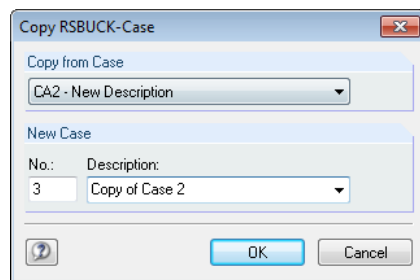 Copy RSBUCK-Case
Copy from Case
CA2 - New Description
New Case
No.: Description:
3 Copy of Case 2
OK Cancel